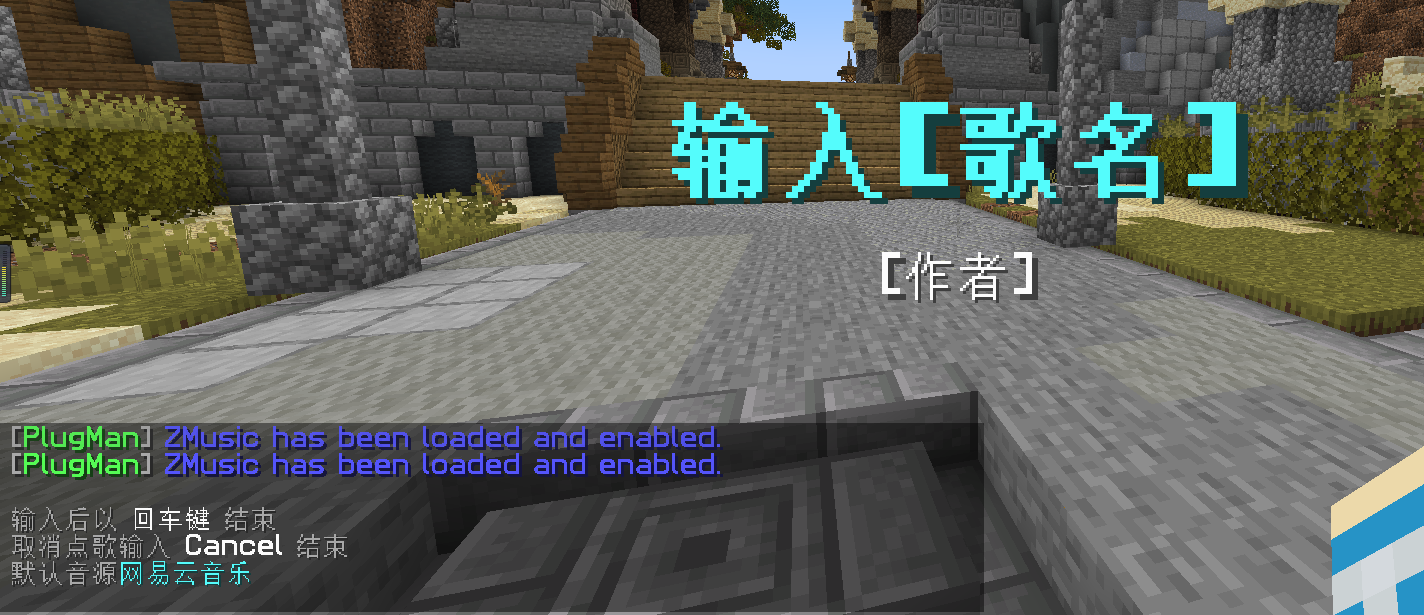 输入【歌名】
[作者]
[PlugMan] ZMusic has been loaded and enabled.
[PlugMan] ZMusic has been loaded and enabled.
输入后以 回车键 结束
取消点歌输入 Cancel 结束
默认音源网易云音乐